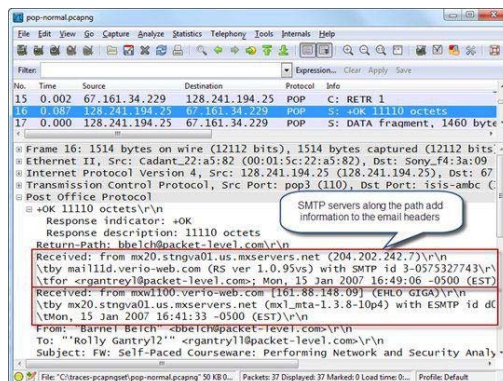 pop-normal.pcapng
File Edit View Go Capture Analyze Statistics Telephony Tools Internals Help
Filter: Expression... Clear Apply Save
No. Time Source Destination Protocol Info
15 0.002 67.161.34.229 128.241.194.25 POP C: RETR 1
16 0.087 128.241.194.25 67.161.34.229 POP S: +OK 11110 octets
17 0.000 128.241.194.25 67.161.34.229 POP S: DATA fragment, 1460 byte
Frame 16: 1514 bytes on wire (12112 bits), 1514 bytes captured (12112 bits)
Ethernet II, Src: Cadant_22:a5:82 (00:01:5c:22:a5:82), Dst: Sony_f4:3a:09
Internet Protocol Version 4, Src: 128.241.194.25 (128.241.194.25), Dst: 67
Transmission Control Protocol, Src Port: pop3 (110), Dst Port: isis-ambc (
Post Office Protocol
+OK 11110 octets\r\n
Response indicator: +OK
Response description: 11110 octets
SMTP servers along the path add
information to the email headers
Return-Path: bbelch@packet-level.com\r\n
Received: from mx20.stngva01.us.mxservers.net (204.202.242.7)\r\n
\tby mail11d.verio-web.com (RS ver 1.0.95vs) with SMTP id 3-0575327743\r\
\tfor <rgantreyl@packet-level.com>; Mon, 15 Jan 2007 16:49:06 -0500 (EST)
Received: from mxw1100.verio-web.com [161.88.148.09] (EHLO GIGA)\r\n
\tby mx20.stngva01.us.mxservers.net (mxl_mta-1.3.8-10p4) with ESMTP id
\tMon, 15 Jan 2007 16:41:33 -0500 (EST)\r\n
From: "Barnel Belch" <bbelch@packet-level.com>\r\n
To: "'Rolly Gantryl2'" <rgantryll@packet-level.com>\r\n
Subject: FW: Self-Paced Courseware: Performing Network and Security Analy
File: "C:\traces-pcapngset\pop-normal.pcapng" 50 KB 0... Packets: 37 Displayed: 37 Marked: 0 Load time: 0:... Profile: Default